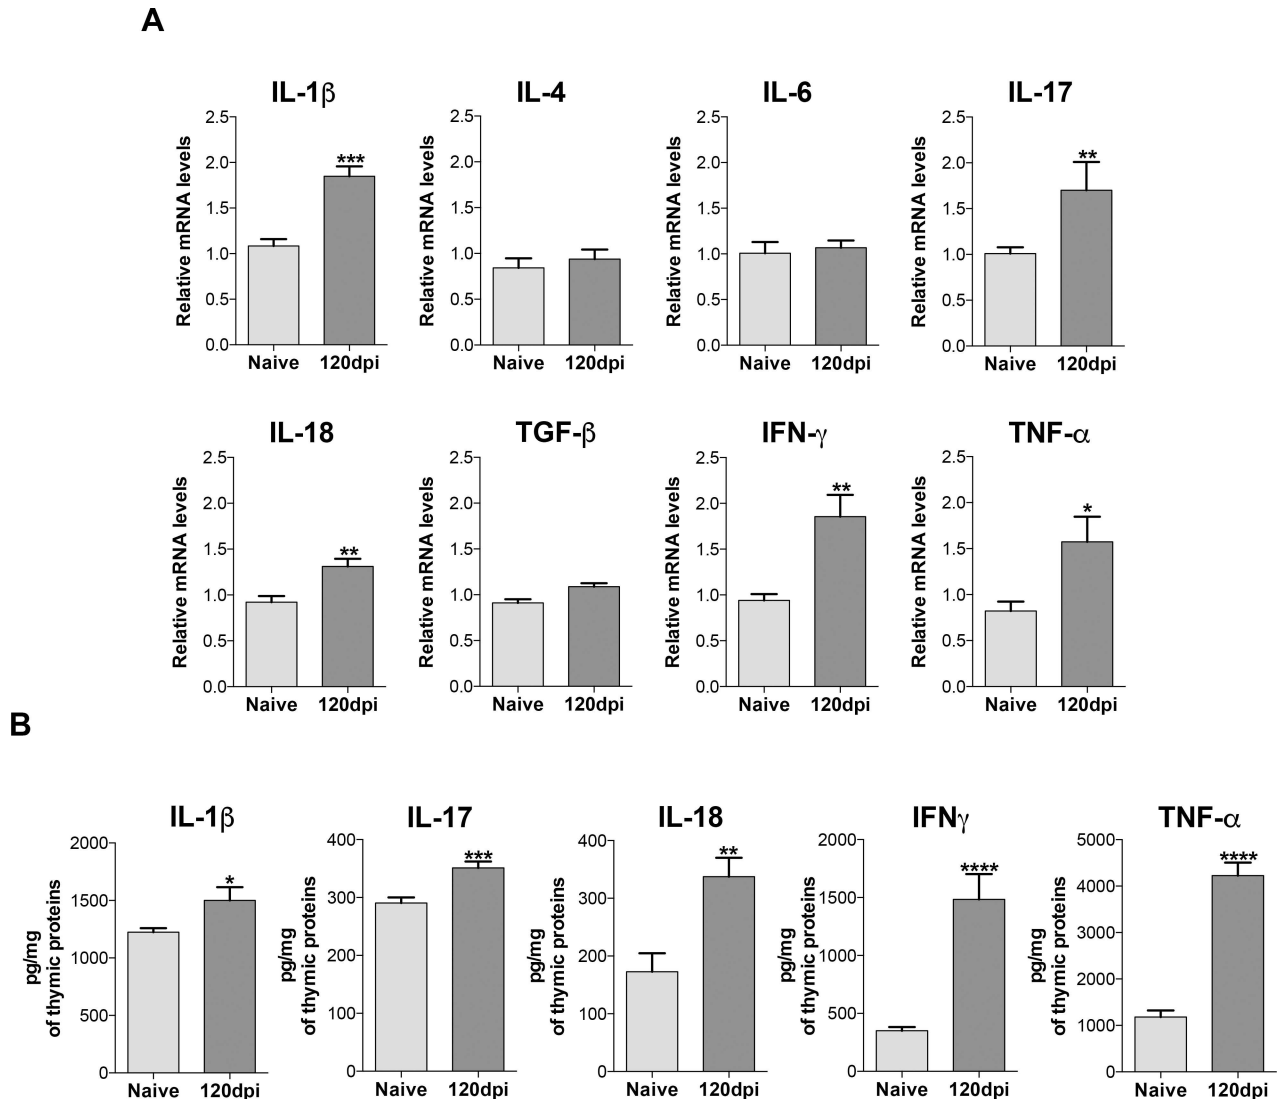 A
IL-1β IL-4 IL-6 IL-17
Relative mRNA levels
2.5
2.0
1.5
1.0
0.5
0.0
***
Naive 120dpi
Relative mRNA levels
2.5
2.0
1.5
1.0
0.5
0.0
Naive 120dpi
Relative mRNA levels
2.5
2.0
1.5
1.0
0.5
0.0
Naive 120dpi
Relative mRNA levels
2.5
2.0
1.5
1.0
0.5
0.0
**
Naive 120dpi
IL-18 TGF-β IFN-γ TNF-α
Relative mRNA levels
2.5
2.0
1.5
1.0
0.5
0.0
**
Naive 120dpi
Relative mRNA levels
2.5
2.0
1.5
1.0
0.5
0.0
Naive 120dpi
Relative mRNA levels
2.5
2.0
1.5
1.0
0.5
0.0
**
Naive 120dpi
Relative mRNA levels
2.5
2.0
1.5
1.0
0.5
0.0
*
Naive 120dpi
B
IL-1β IL-17 IL-18 IFNγ TNF-α
pg/mg
of thymic proteins
2000
1500
1000
500
0
*
Naive 120dpi
pg/mg
of thymic proteins
400
300
200
100
0
***
Naive 120dpi
pg/mg
of thymic proteins
400
300
200
100
0
**
Naive 120dpi
pg/mg
of thymic proteins
2000
1500
1000
500
0
****
Naive 120dpi
pg/mg
of thymic proteins
5000
4000
3000
2000
1000
0
****
Naive 120dpi